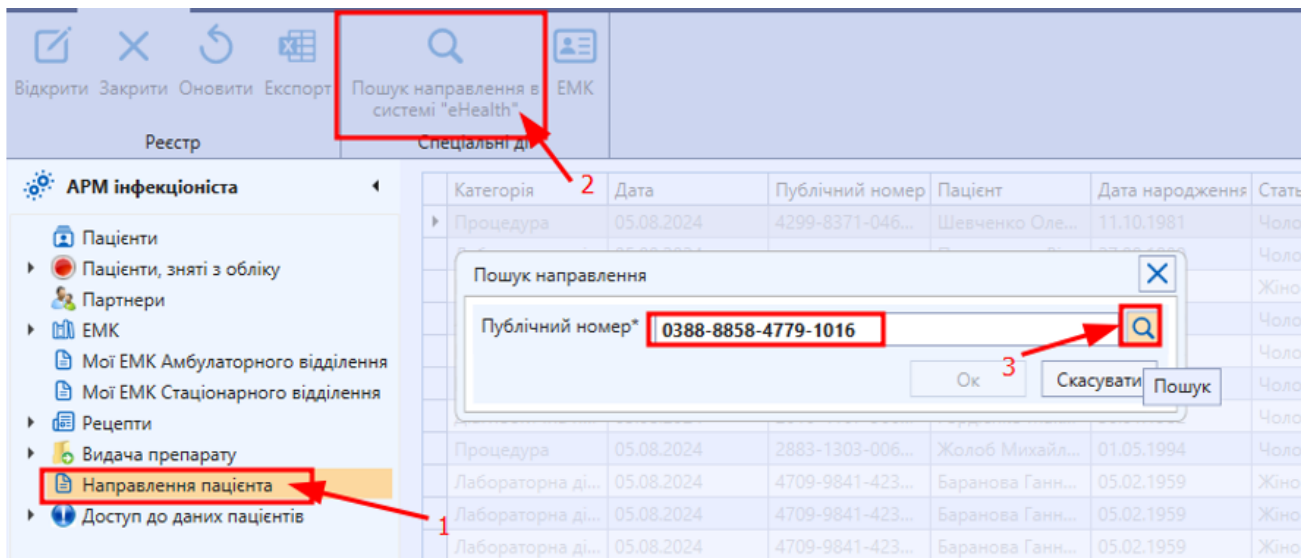 Відкрити Закрити Оновити Експорт
Пошук направлення в системі "eHealth"
ЕМК
Реєстр
Спеціальні ді
2
АРМ інфекціоніста
Пацієнти
Пацієнти, зняті з обліку
Партнери
ЕМК
Мої ЕМК Амбулаторного відділення
Мої ЕМК Стаціонарного відділення
Рецепти
Видача препарату
Направлення пацієнта
Доступ до даних пацієнтів
1
Категорія Дата Публічний номер Пацієнт Дата народження Стать
Процедура 05.08.2024 4299-8371-046... Шевченко Оле... 11.10.1981 Чоло
Пошук направлення
Жіно
Публічний номер* 0388-8858-4779-1016
Чоло
3
Чоло
Ок Скасувати Пошук
Чоло
Чоло
Процедура 05.08.2024 2883-1303-006... Жолоб Михайл... 01.05.1994 Чоло
Лабораторна ді... 05.08.2024 4709-9841-423... Баранова Ганн... 05.02.1959 Жіно
Лабораторна ді... 05.08.2024 4709-9841-423... Баранова Ганн... 05.02.1959 Жіно
Лабораторна ді... 05.08.2024 4709-9841-423... Баранова Ганн... 05.02.1959 Жіно